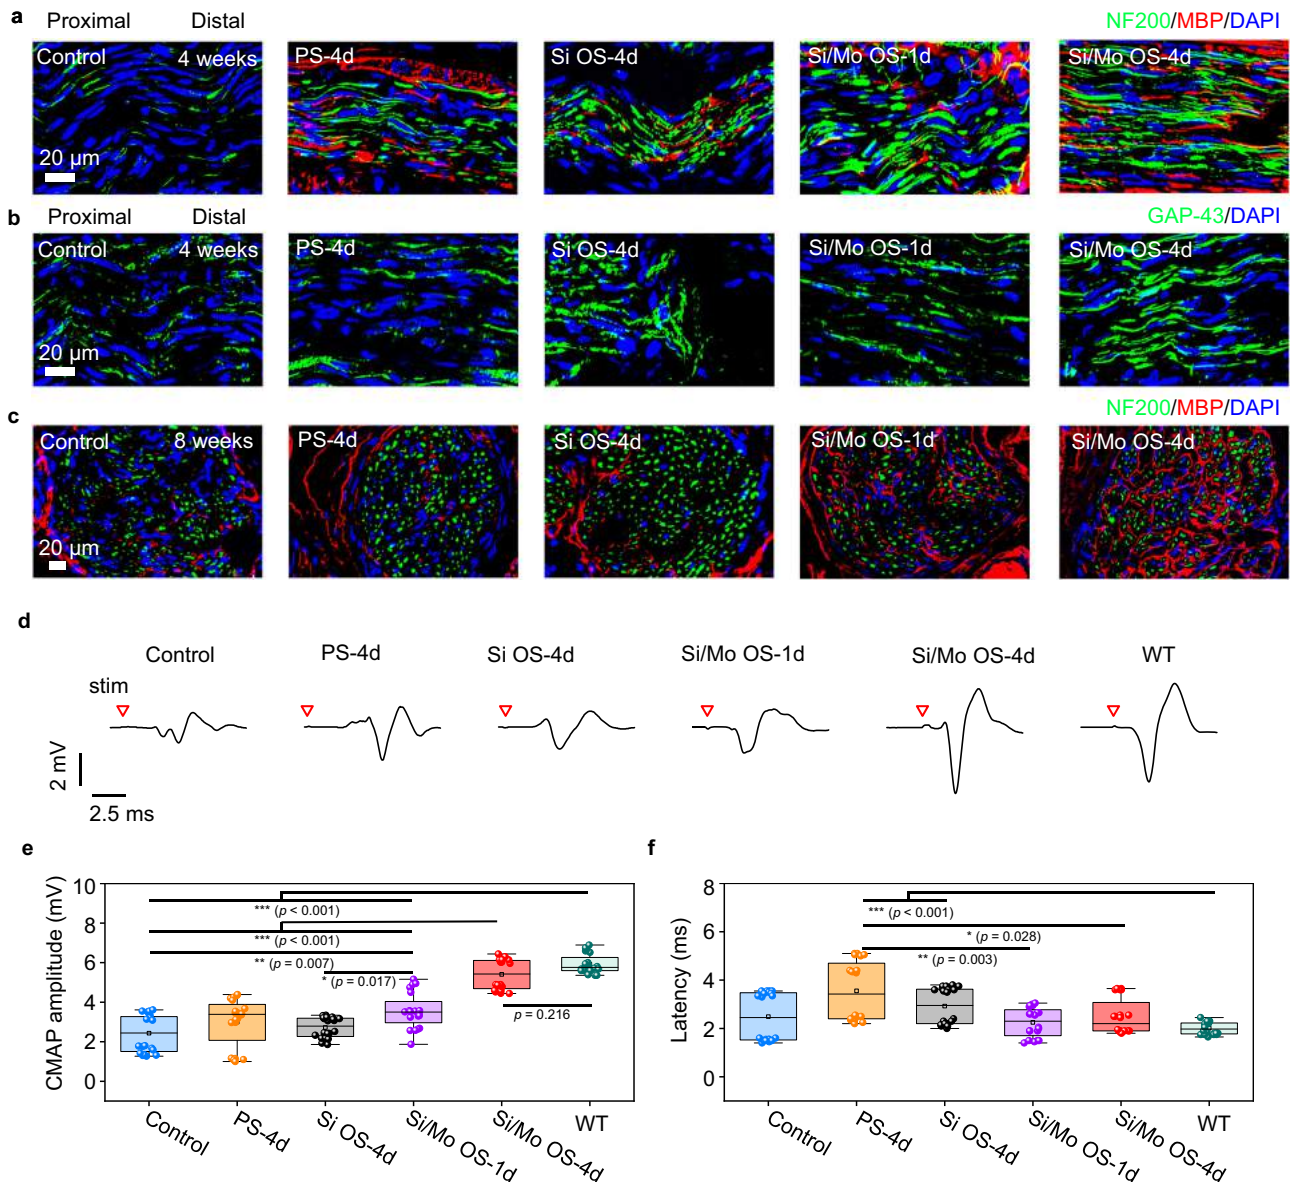 a
Proximal Distal NF200/MBP/DAPI
Control 4 weeks PS-4d Si OS-4d Si/Mo OS-1d Si/Mo OS-4d
20 µm
b
Proximal Distal GAP-43/DAPI
Control 4 weeks PS-4d Si OS-4d Si/Mo OS-1d Si/Mo OS-4d
20 µm
c
NF200/MBP/DAPI
Control 8 weeks PS-4d Si OS-4d Si/Mo OS-1d Si/Mo OS-4d
20 µm
d
Control PS-4d Si OS-4d Si/Mo OS-1d Si/Mo OS-4d WT
stim
2 mV
2.5 ms
e
CMAP amplitude (mV)
10
8
6
4
2
0
*** (p < 0.001)
*** (p < 0.001)
** (p = 0.007)
* (p = 0.017)
p = 0.216
Control PS-4d Si OS-4d Si/Mo OS-1d Si/Mo OS-4d WT
f
Latency (ms)
8
6
4
2
0
*** (p < 0.001)
* (p = 0.028)
** (p = 0.003)
Control PS-4d Si OS-4d Si/Mo OS-1d Si/Mo OS-4d WT